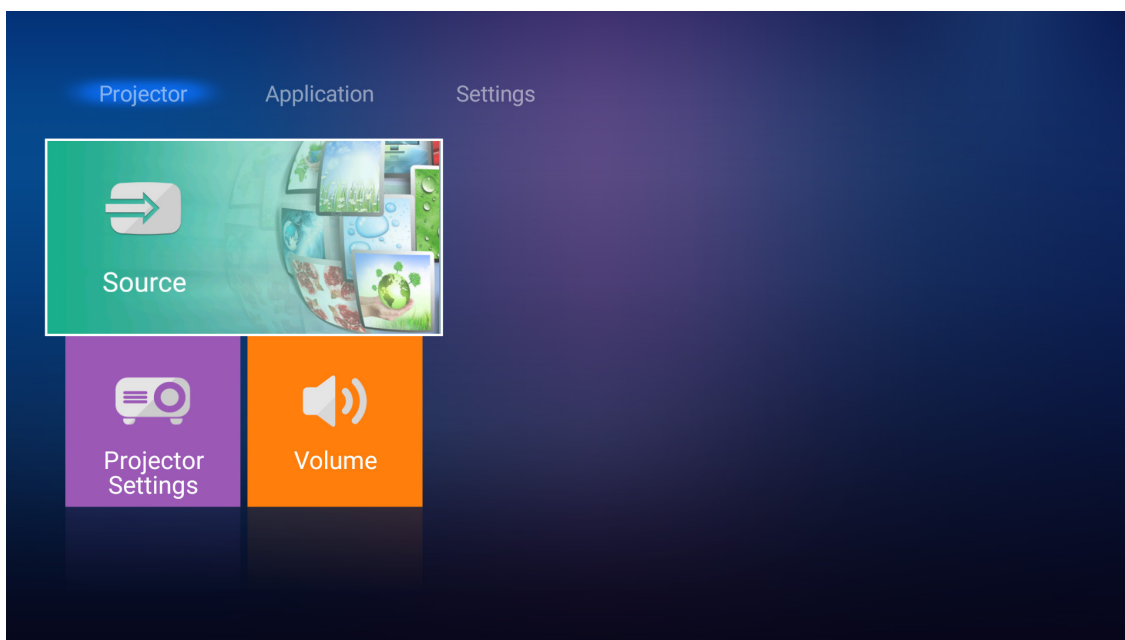 Projector Application Settings
Source
Projector
Settings
Volume